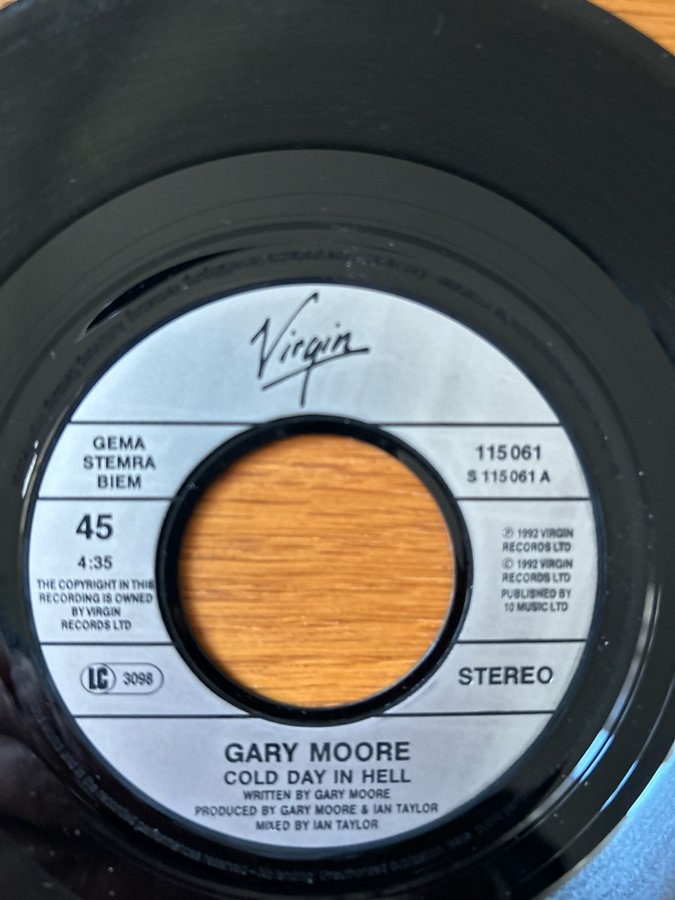 Virgin
GEMA
STEMRA
BIEM
115 061
S 115 061 A
45
4:35
THE COPYRIGHT IN THIS
RECORDING IS OWNED
BY VIRGIN
RECORDS LTD
℗ 1992 VIRGIN
RECORDS LTD
© 1992 VIRGIN
RECORDS LTD
PUBLISHED BY
10 MUSIC LTD
LC 3098
STEREO
GARY MOORE
COLD DAY IN HELL
WRITTEN BY GARY MOORE
PRODUCED BY GARY MOORE & IAN TAYLOR
MIXED BY IAN TAYLOR